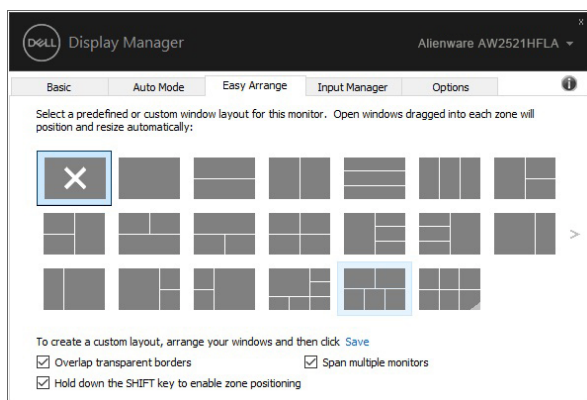 x
DELL Display Manager Alienware AW2521HFLA
Basic Auto Mode Easy Arrange Input Manager Options i
Select a predefined or custom window layout for this monitor. Open windows dragged into each zone will
position and resize automatically:
>
To create a custom layout, arrange your windows and then click Save
Overlap transparent borders Span multiple monitors
Hold down the SHIFT key to enable zone positioning